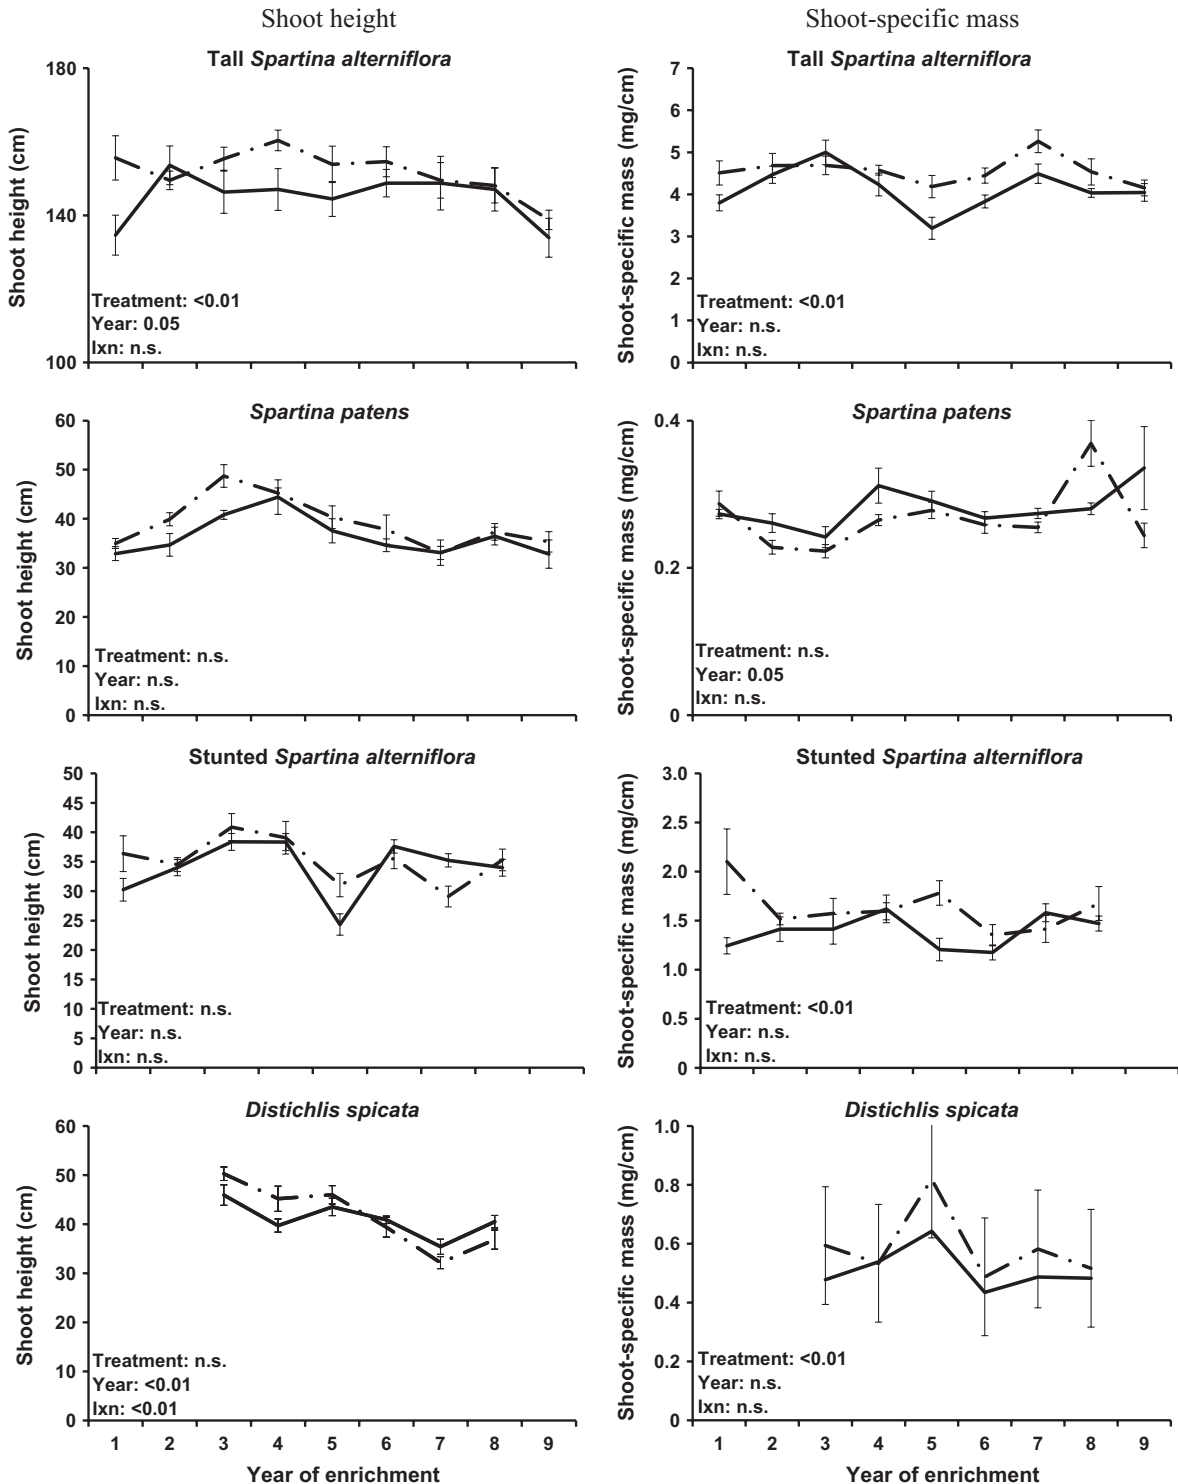 Shoot height
Shoot-specific mass
Tall Spartina alterniflora
Shoot height (cm)
180
140
100
Treatment: <0.01
Year: 0.05
Ixn: n.s.
Tall Spartina alterniflora
Shoot-specific mass (mg/cm)
7
6
5
4
3
2
1
0
Treatment: <0.01
Year: n.s.
Ixn: n.s.
Spartina patens
Shoot height (cm)
60
50
40
30
20
10
0
Treatment: n.s.
Year: n.s.
Ixn: n.s.
Spartina patens
Shoot-specific mass (mg/cm)
0.4
0.2
0
Treatment: n.s.
Year: 0.05
Ixn: n.s.
Stunted Spartina alterniflora
Shoot height (cm)
50
45
40
35
30
25
20
15
10
5
0
Treatment: n.s.
Year: n.s.
Ixn: n.s.
Stunted Spartina alterniflora
Shoot-specific mass (mg/cm)
3.0
2.5
2.0
1.5
1.0
0.5
0
Treatment: <0.01
Year: n.s.
Ixn: n.s.
Distichlis spicata
Shoot height (cm)
60
50
40
30
20
10
0
Treatment: n.s.
Year: <0.01
Ixn: <0.01
1 2 3 4 5 6 7 8 9
Year of enrichment
Distichlis spicata
Shoot-specific mass (mg/cm)
1.0
0.8
0.6
0.4
0.2
0
Treatment: <0.01
Year: n.s.
Ixn: n.s.
1 2 3 4 5 6 7 8 9
Year of enrichment